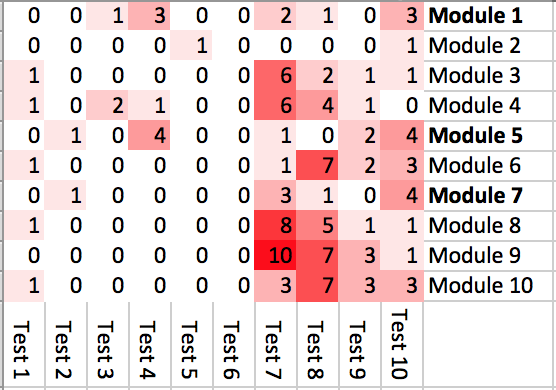 0 0 1 3 0 0 2 1 0 3 Module 1
0 0 0 0 1 0 0 0 0 1 Module 2
1 0 0 0 0 0 6 2 1 1 Module 3
1 0 2 1 0 0 6 4 1 0 Module 4
0 1 0 4 0 0 1 0 2 4 Module 5
1 0 0 0 0 0 1 7 2 3 Module 6
0 1 0 0 0 0 3 1 0 4 Module 7
1 0 0 0 0 0 8 5 1 1 Module 8
0 0 0 0 0 0 10 7 3 1 Module 9
1 0 0 0 0 0 3 7 3 3 Module 10
Test 1 Test 2 Test 3 Test 4 Test 5 Test 6 Test 7 Test 8 Test 9 Test 10